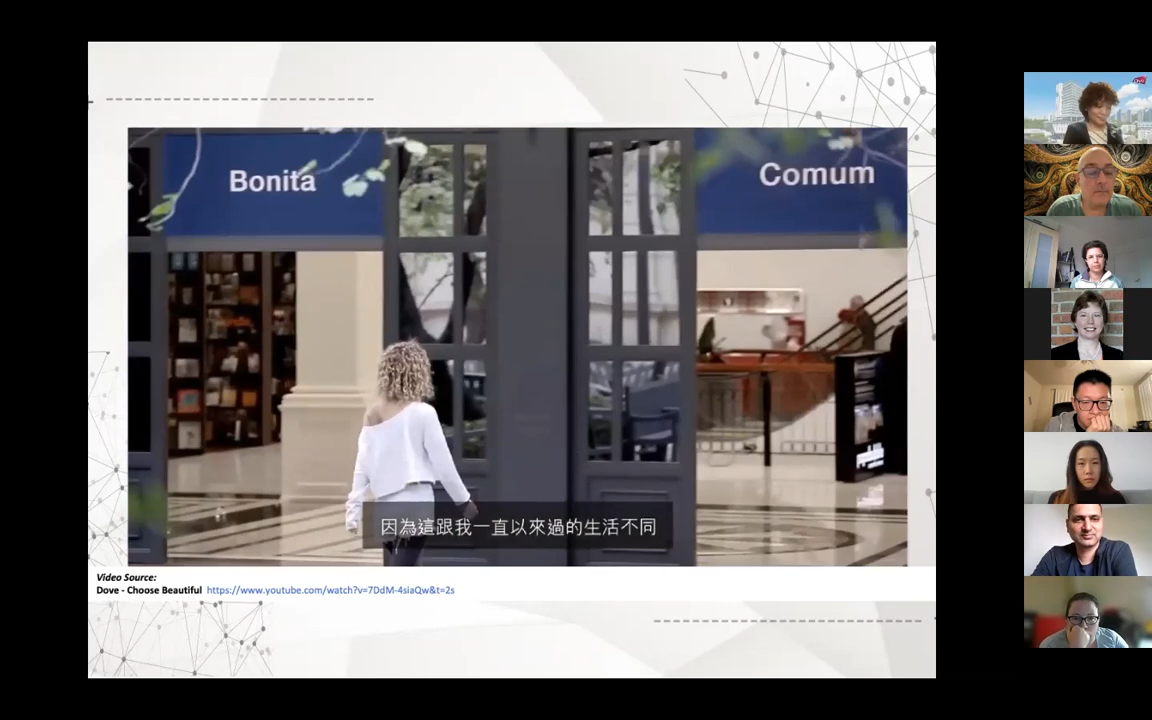 Bonita
Comum
因為這跟我一直以來過的生活不同
Video Source:
Dove - Choose Beautiful https://www.youtube.com/watch?v=7DdM-4siaQw&t=2s